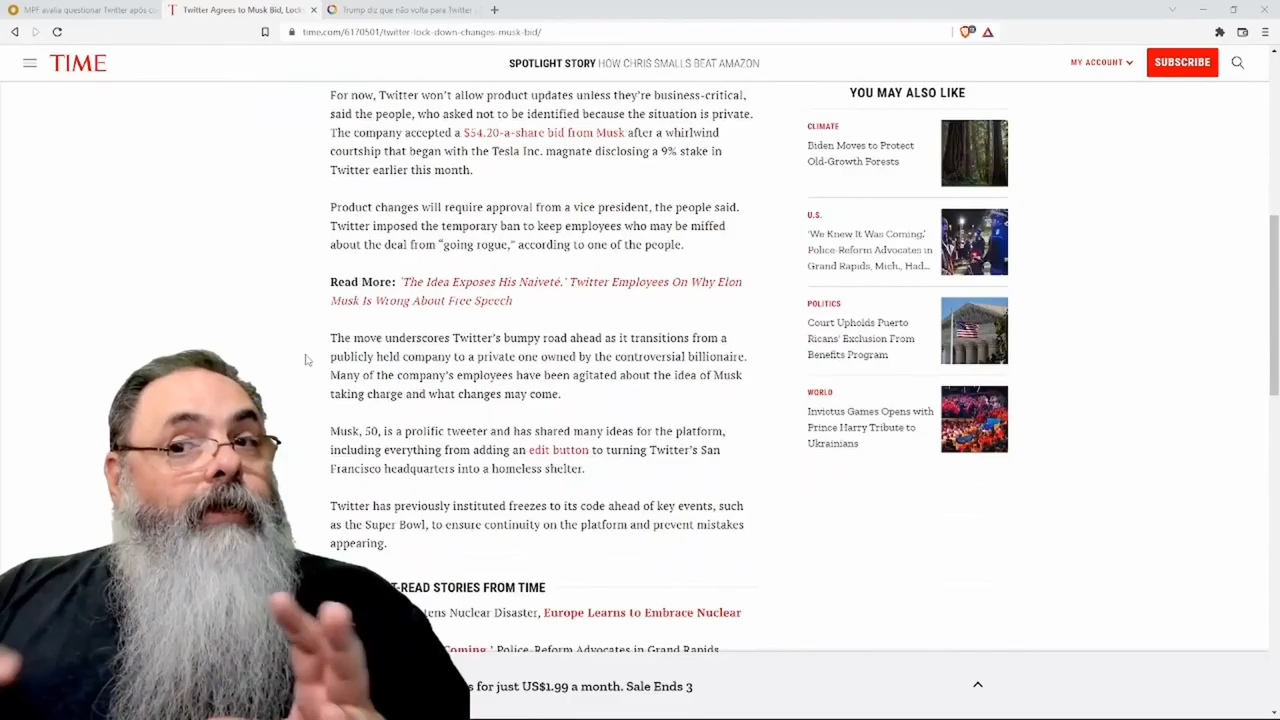 MPF avalia questionar Twitter após co
Twitter Agrees to Musk Bid, Lock
Trump diz que não volta para Twitter
time.com/6170501/twitter-lock-down-changes-musk-bid/
TIME
SPOTLIGHT STORY HOW CHRIS SMALLS BEAT AMAZON
MY ACCOUNT
SUBSCRIBE
For now, Twitter won't allow product updates unless they're business-critical,
said the people, who asked not to be identified because the situation is private.
The company accepted a $54.20-a-share bid from Musk after a whirlwind
courtship that began with the Tesla Inc. magnate disclosing a 9% stake in
Twitter earlier this month.
Product changes will require approval from a vice president, the people said.
Twitter imposed the temporary ban to keep employees who may be miffed
about the deal from “going rogue,” according to one of the people.
Read More: 'The Idea Exposes His Naiveté.' Twitter Employees On Why Elon
Musk Is Wrong About Free Speech
The move underscores Twitter's bumpy road ahead as it transitions from a
publicly held company to a private one owned by the controversial billionaire.
Many of the company's employees have been agitated about the idea of Musk
taking charge and what changes may come.
Musk, 50, is a prolific tweeter and has shared many ideas for the platform,
including everything from adding an edit button to turning Twitter's San
Francisco headquarters into a homeless shelter.
Twitter has previously instituted freezes to its code ahead of key events, such
as the Super Bowl, to ensure continuity on the platform and prevent mistakes
appearing.
T-READ STORIES FROM TIME
tens Nuclear Disaster, Europe Learns to Embrace Nuclear
Coming,' Police-Reform Advocates in Grand Rapids
YOU MAY ALSO LIKE
CLIMATE
Biden Moves to Protect
Old-Growth Forests
U.S.
'We Knew It Was Coming,'
Police-Reform Advocates in
Grand Rapids, Mich., Had...
POLITICS
Court Upholds Puerto
Ricans' Exclusion From
Benefits Program
WORLD
Invictus Games Opens with
Prince Harry Tribute to
Ukrainians
s for just US$1.99 a month. Sale Ends 3